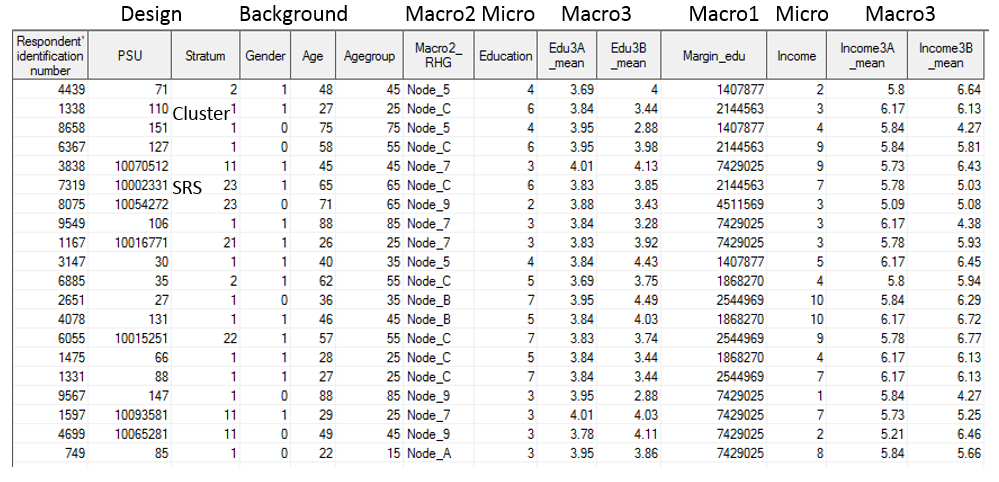 Design Background Macro2 Micro Macro3 Macro1 Micro Macro3
Respondent' identification number PSU Stratum Gender Age Agegroup Macro2_ RHG Education Edu3A _mean Edu3B _mean Margin_edu Income Income3A _mean Income3B _mean
4439 71 2 1 48 45 Node_5 4 3.69 4 1407877 2 5.8 6.64
1338 110 Cluster 1 1 27 25 Node_C 6 3.84 3.44 2144563 3 6.17 6.13
8658 151 1 0 75 75 Node_5 4 3.95 2.88 1407877 4 5.84 4.27
6367 127 1 0 58 55 Node_C 6 3.95 3.98 2144563 9 5.84 5.81
3838 10070512 11 1 45 45 Node_7 3 4.01 4.13 7429025 9 5.73 6.43
7319 10002331 SRS 23 1 65 65 Node_C 6 3.83 3.85 2144563 7 5.78 5.03
8075 10054272 23 0 71 65 Node_9 2 3.88 3.43 4511569 3 5.09 5.08
9549 106 1 1 88 85 Node_7 3 3.84 3.28 7429025 3 6.17 4.38
1167 10016771 21 1 26 25 Node_7 3 3.83 3.92 7429025 3 5.78 5.93
3147 30 1 1 40 35 Node_5 4 3.84 4.43 1407877 5 6.17 6.45
6885 35 2 1 62 55 Node_C 5 3.69 3.75 1868270 4 5.8 5.94
2651 27 1 0 36 35 Node_B 7 3.95 4.49 2544969 10 5.84 6.29
4078 131 1 1 46 45 Node_B 5 3.84 4.03 1868270 10 6.17 6.72
6055 10015251 22 1 57 55 Node_C 7 3.83 3.74 2544969 9 5.78 6.77
1475 66 1 1 28 25 Node_C 5 3.84 3.44 1868270 4 6.17 6.13
1331 88 1 1 27 25 Node_C 7 3.84 3.44 2544969 7 6.17 6.13
9567 147 1 0 88 85 Node_9 3 3.95 2.88 7429025 1 5.84 4.27
1597 10093581 11 1 29 25 Node_7 3 4.01 4.03 7429025 7 5.73 5.25
4699 10065281 11 0 49 45 Node_9 3 3.78 4.11 7429025 2 5.21 6.46
749 85 1 0 22 15 Node_A 3 3.95 3.86 7429025 8 5.84 5.66